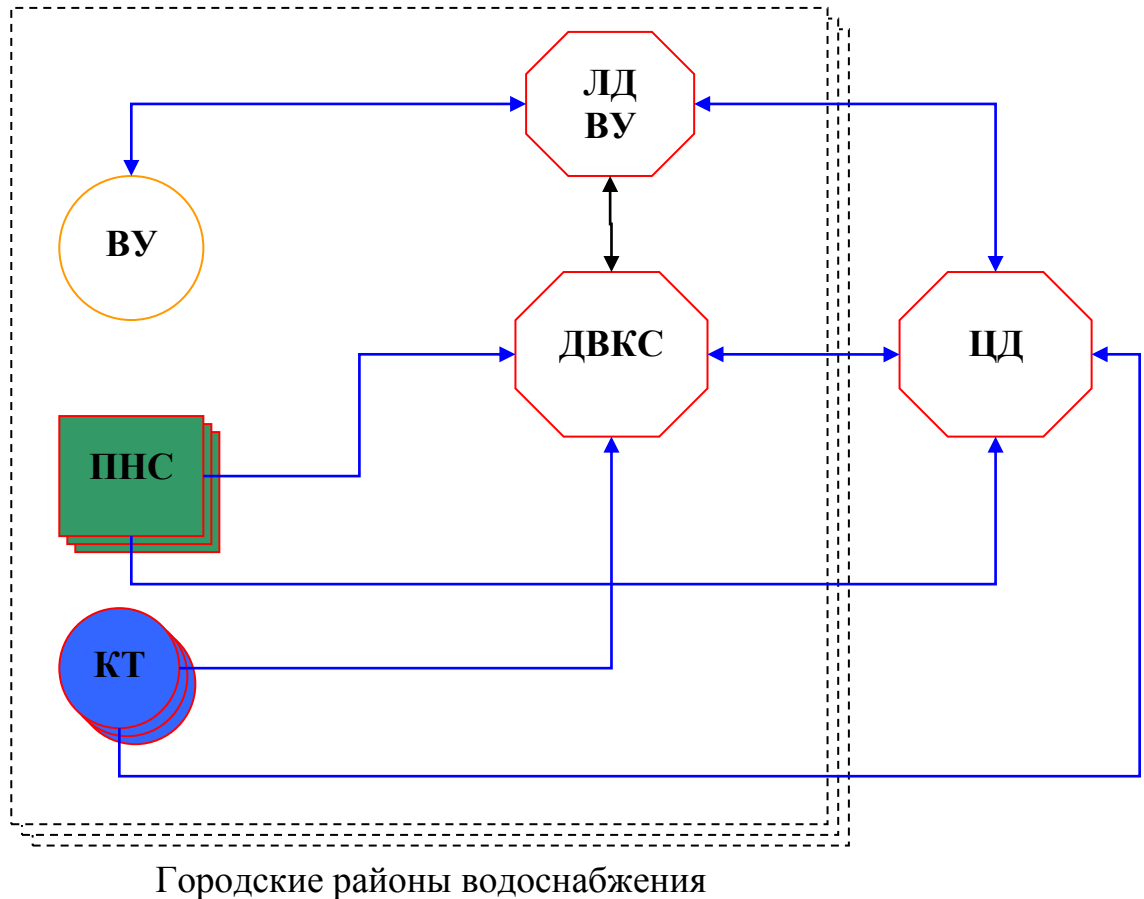 ЛД
ВУ
ВУ
ДВКС
ЦД
ПНС
КТ
Городские районы водоснабжения